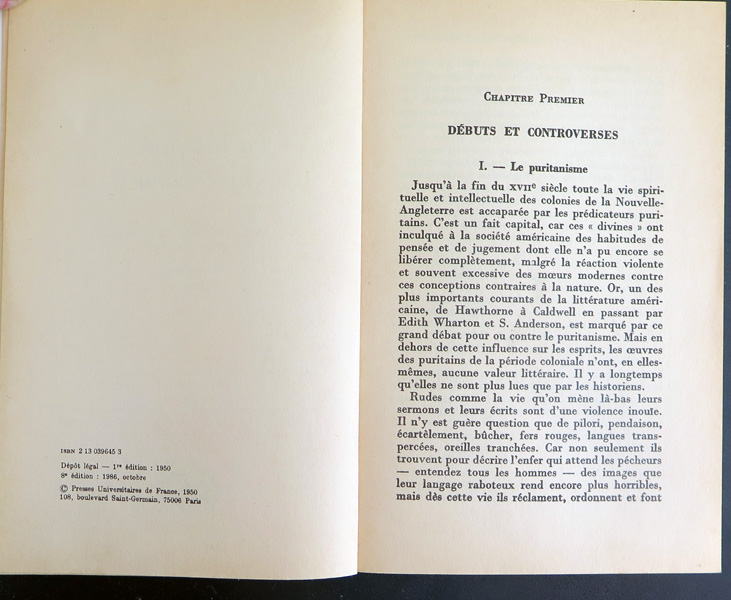 ISBN 2 13 039645 3
Dépôt légal — 1re édition : 1950
8e édition : 1986, octobre
© Presses Universitaires de France, 1950
108, boulevard Saint-Germain, 75006 Paris
CHAPITRE PREMIER
DÉBUTS ET CONTROVERSES
I. — Le puritanisme
Jusqu'à la fin du XVIIe siècle toute la vie spiri-
tuelle et intellectuelle des colonies de la Nouvelle-
Angleterre est accaparée par les prédicateurs puri-
tains. C'est un fait capital, car ces « divines » ont
inculqué à la société américaine des habitudes de
pensée et de jugement dont elle n'a pu encore se
libérer complètement, malgré la réaction violente
et souvent excessive des mœurs modernes contre
ces conceptions contraires à la nature. Or, un des
plus importants courants de la littérature améri-
caine, de Hawthorne à Caldwell en passant par
Edith Wharton et S. Anderson, est marqué par ce
grand débat pour ou contre le puritanisme. Mais en
dehors de cette influence sur les esprits, les œuvres
des puritains de la période coloniale n'ont, en elles-
mêmes, aucune valeur littéraire. Il y a longtemps
qu'elles ne sont plus lues que par les historiens.
Rudes comme la vie qu'on mène là-bas leurs
sermons et leurs écrits sont d'une violence inouïe.
Il n'y est guère question que de pilori, pendaison,
écartèlement, bûcher, fers rouges, langues trans-
percées, oreilles tranchées. Car non seulement ils
trouvent pour décrire l'enfer qui attend les pécheurs
— entendez tous les hommes — des images que
leur langage raboteux rend encore plus horribles,
mais dès cette vie ils réclament, ordonnent et font